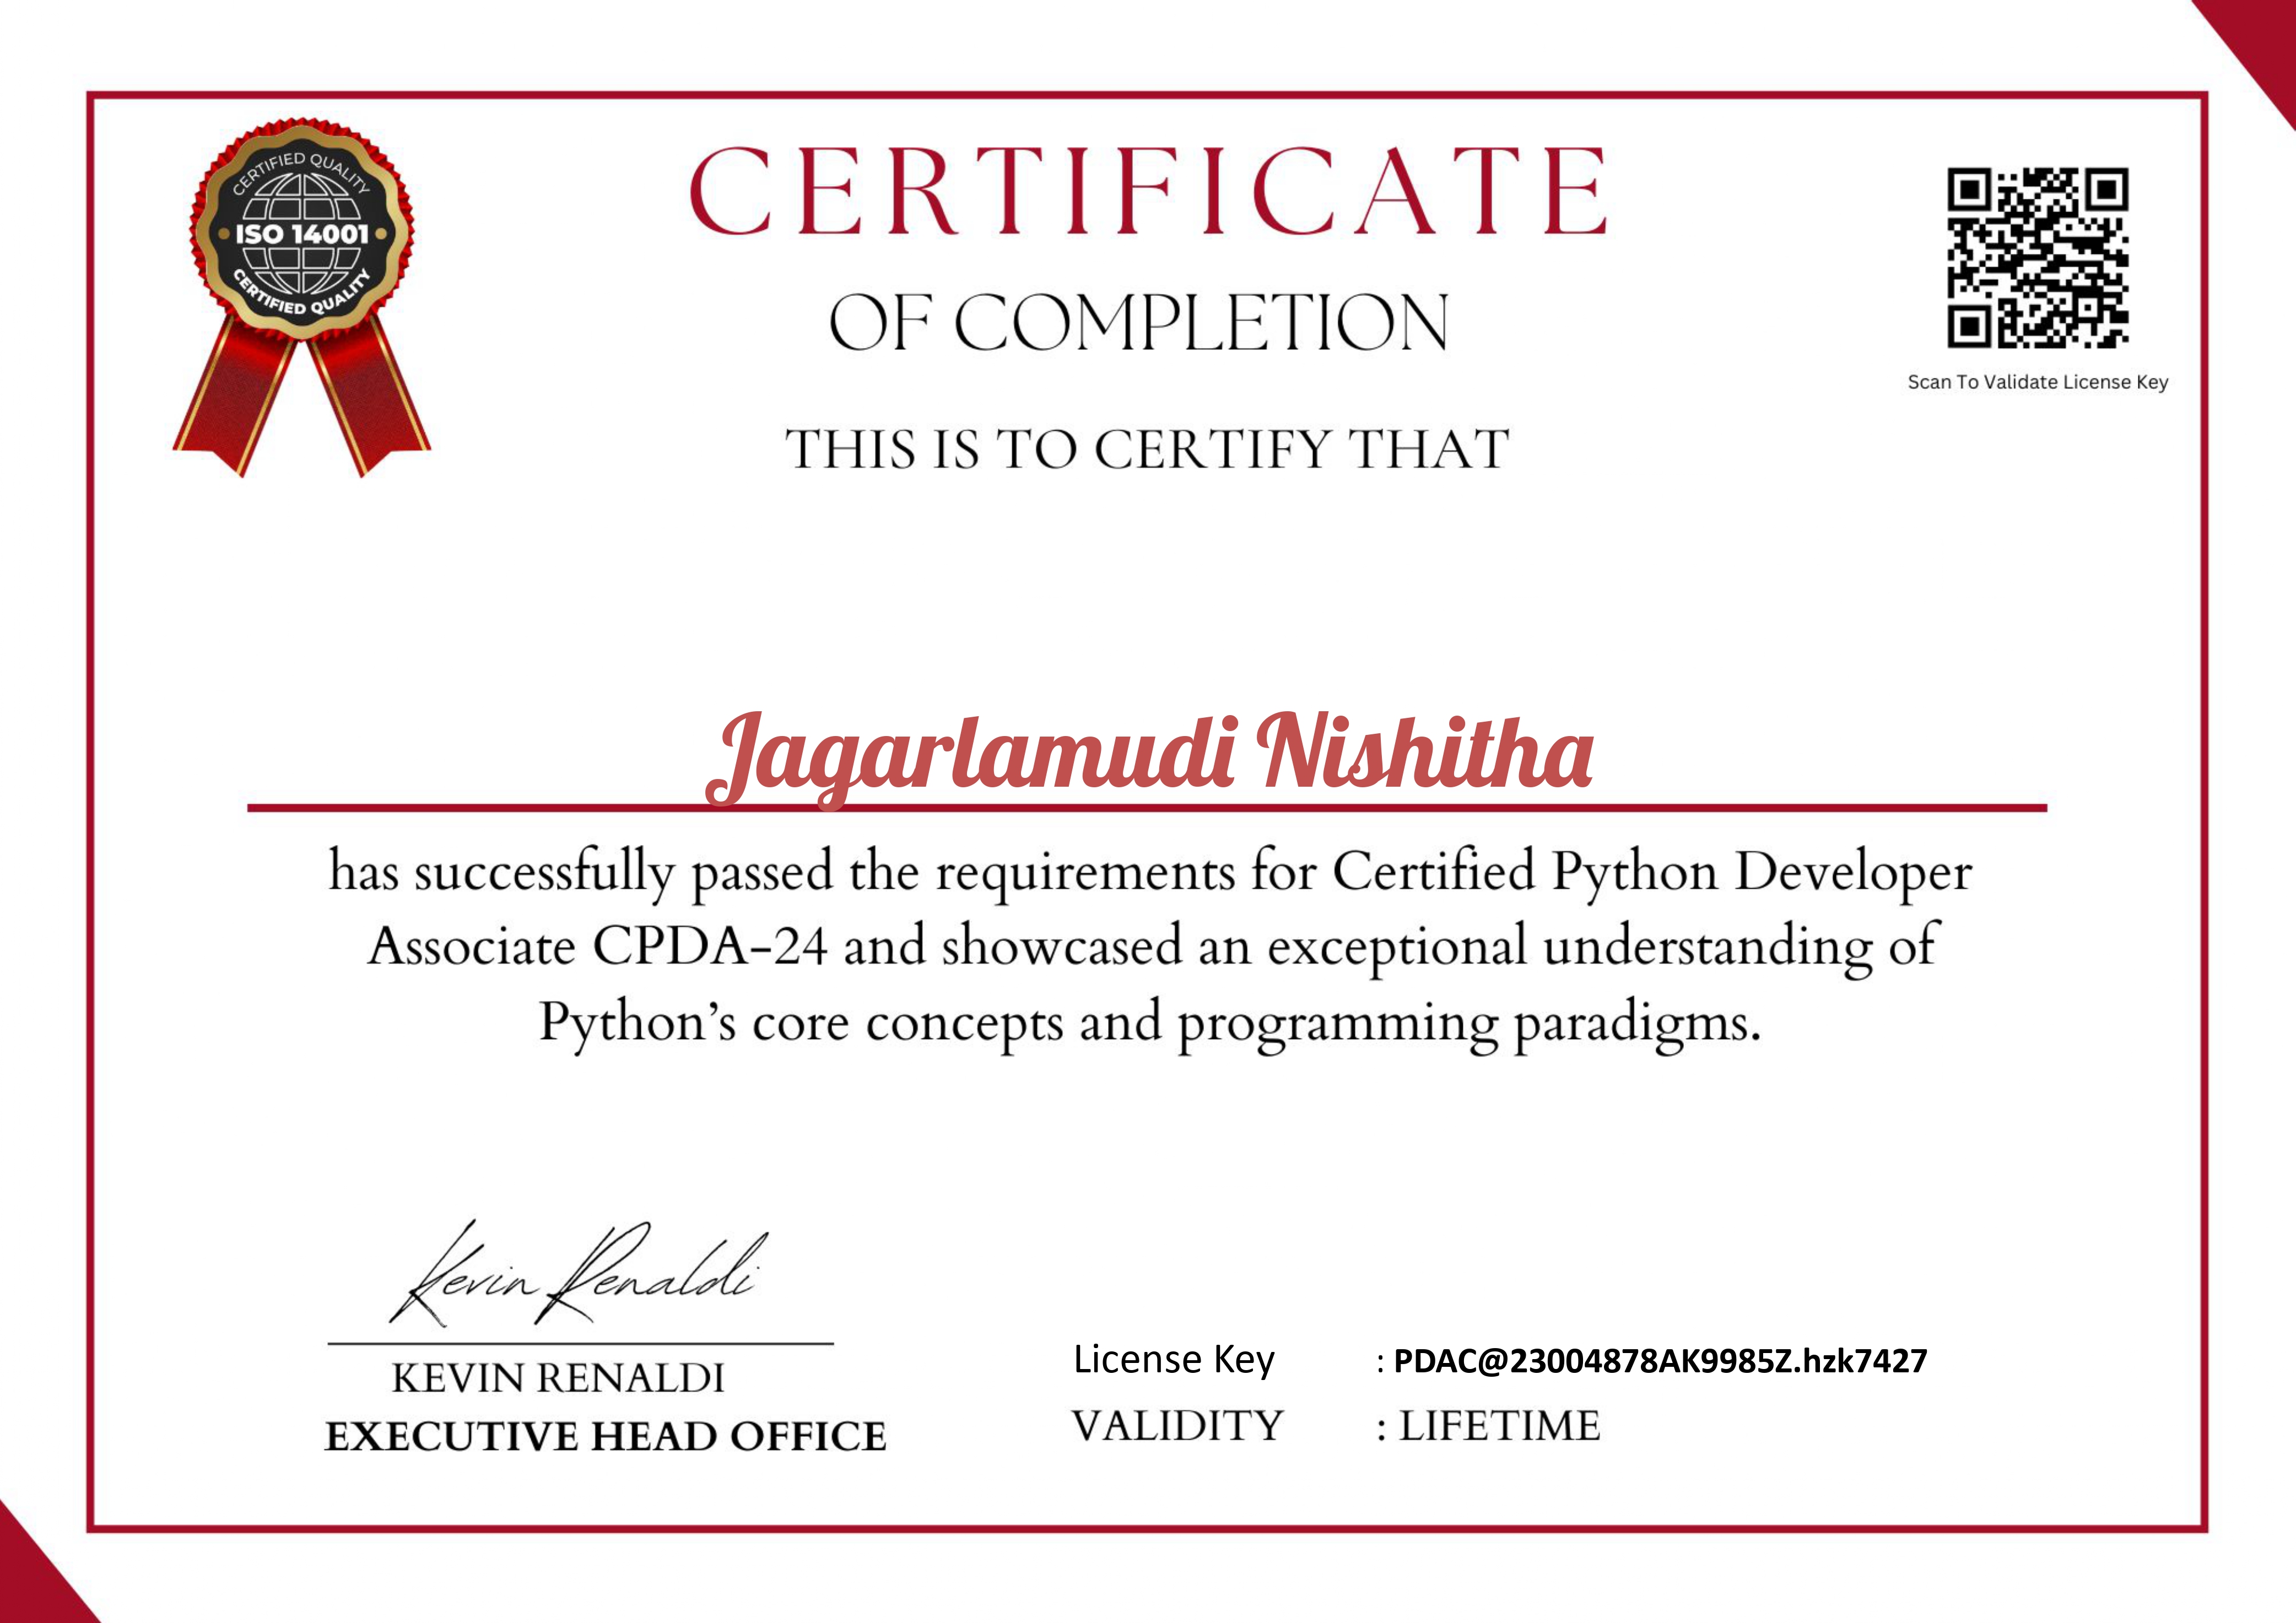 CERTIFIED QUALITY
ISO 14001
CERTIFIED QUALITY
CERTIFICATE
OF COMPLETION
THIS IS TO CERTIFY THAT
Scan To Validate License Key
Jagarlamudi Nishitha
has successfully passed the requirements for Certified Python Developer
Associate CPDA-24 and showcased an exceptional understanding of
Python’s core concepts and programming paradigms.
Kevin Renaldi
KEVIN RENALDI
EXECUTIVE HEAD OFFICE
License Key : PDAC@23004878AK9985Z.hzk7427
VALIDITY : LIFETIME